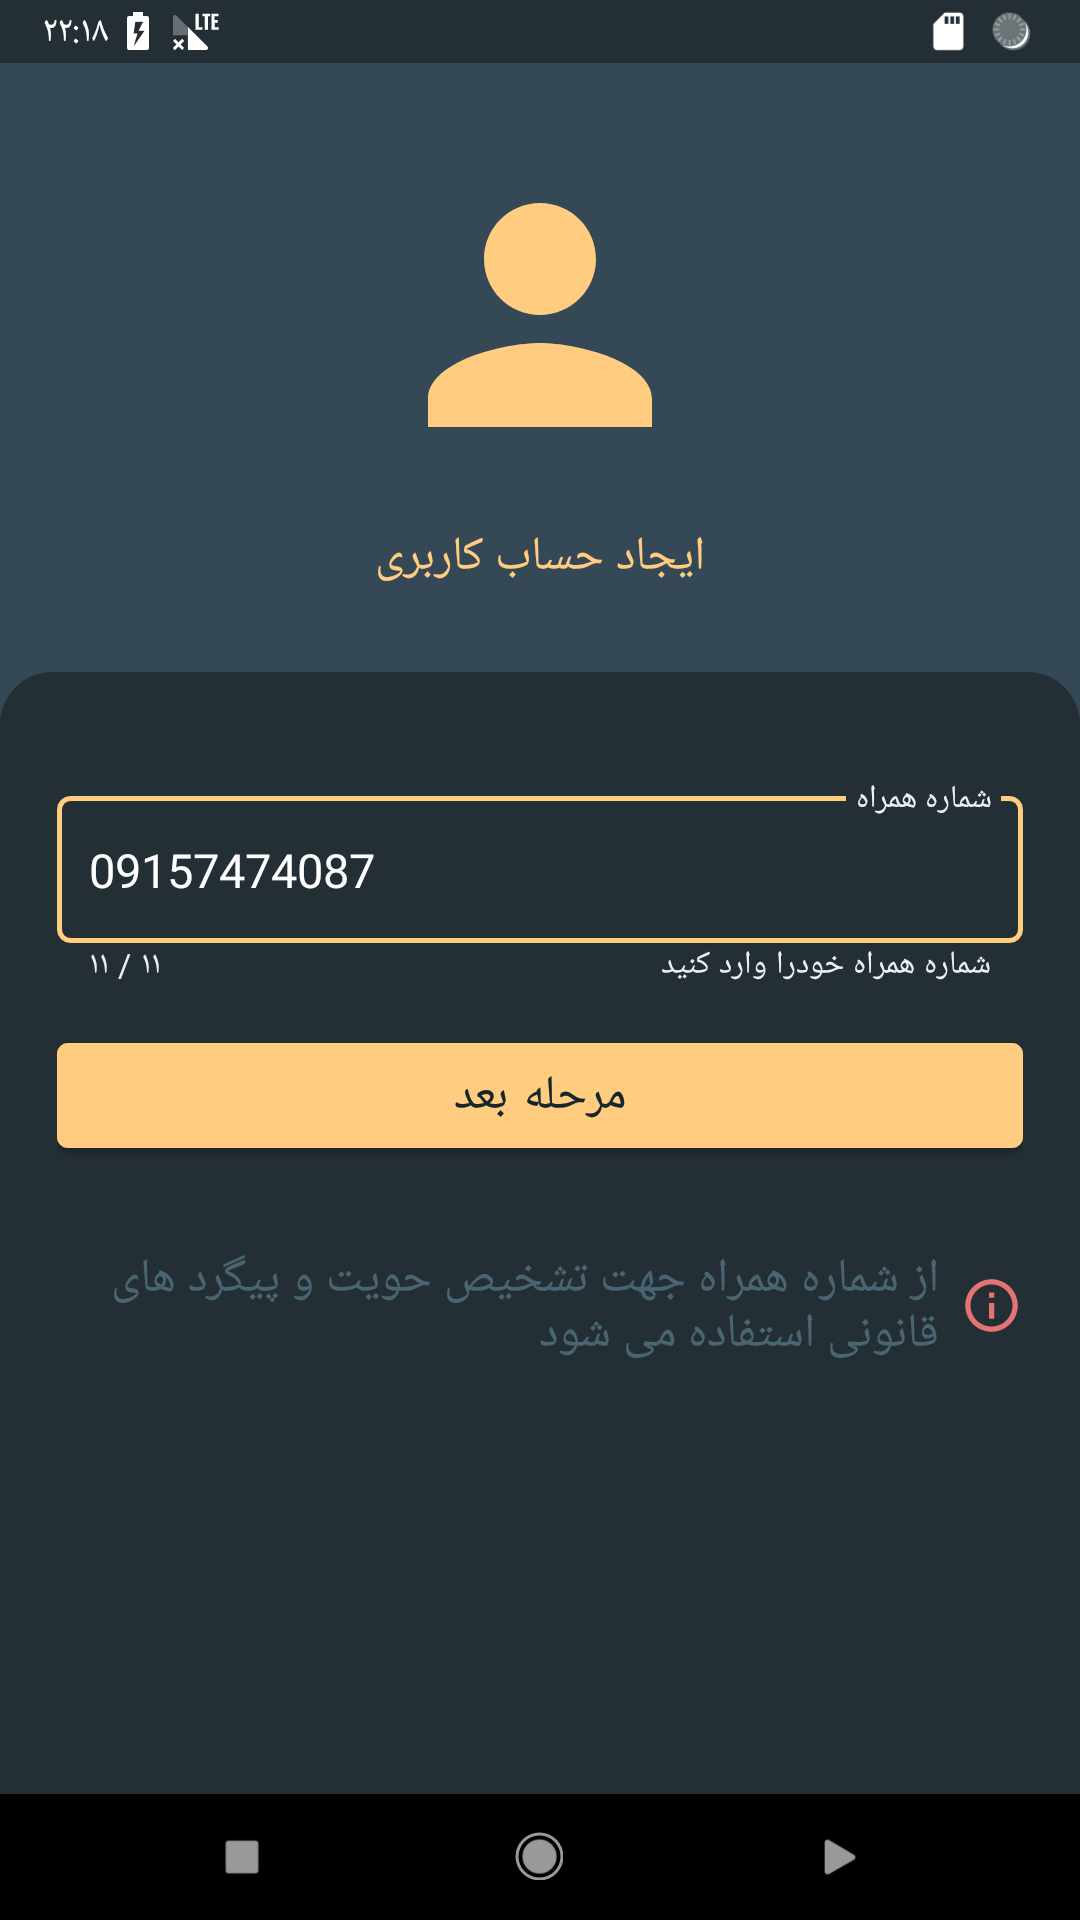 ۲۲:۱۸ LTE
ایجاد حساب کاربری
شماره همراه
09157474087
شماره همراه خودرا وارد کنید
۱۱ / ۱۱
مرحله بعد
از شماره همراه جهت تشخیص حویت و پیگرد های
قانونی استفاده می شود